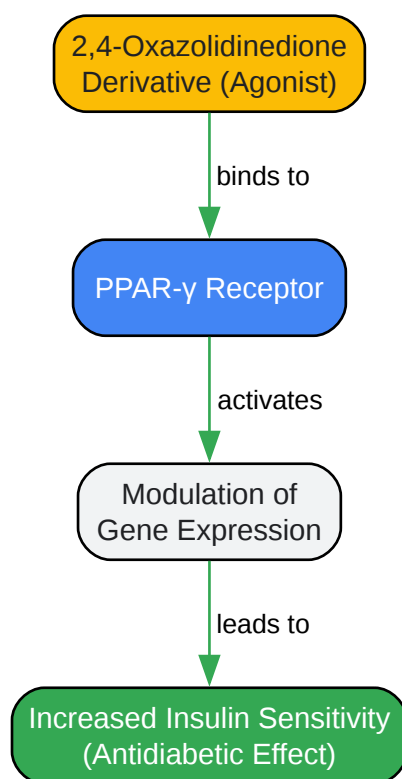 2,4-Oxazolidinedione
Derivative (Agonist)
binds to
PPAR-γ Receptor
activates
Modulation of
Gene Expression
leads to
Increased Insulin Sensitivity
(Antidiabetic Effect)